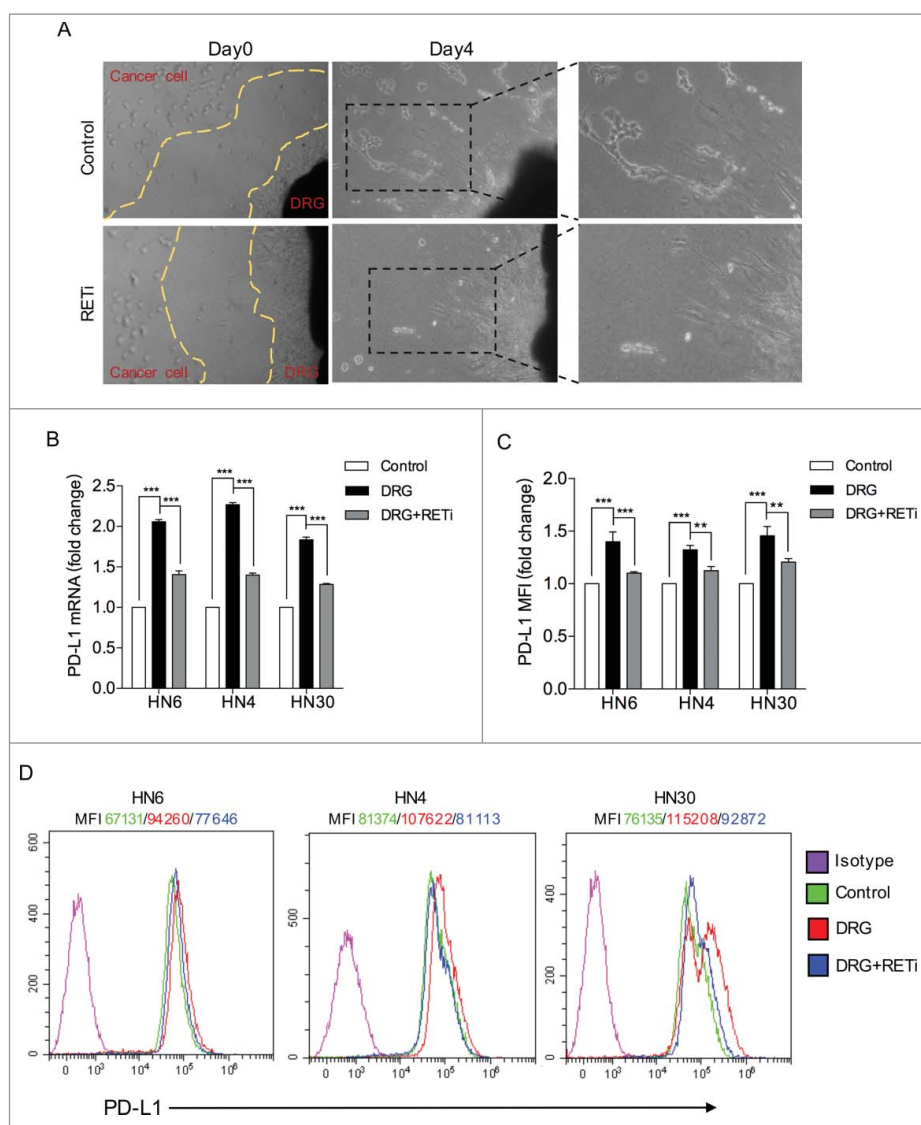 A
Day0 Day4
Control
Cancer cell
DRG
RETi
Cancer cell DRG
B
PD-L1 mRNA (fold change)
2.5
2.0
1.5
1.0
0.5
0.0
*** *** *** *** *** ***
HN6 HN4 HN30
Control
DRG
DRG+RETi
C
PD-L1 MFI (fold change)
2.0
1.5
1.0
0.5
0.0
*** *** *** ** *** **
HN6 HN4 HN30
Control
DRG
DRG+RETi
D
HN6
MFI 67131/94260/77646
600
400
200
0
0 10³ 10⁴ 10⁵ 10⁶
HN4
MFI 81374/107622/81113
500
0
0 10³ 10⁴ 10⁵ 10⁶
HN30
MFI 76135/115208/92872
400
200
0
0 10³ 10⁴ 10⁵ 10⁶
Isotype
Control
DRG
DRG+RETi
PD-L1